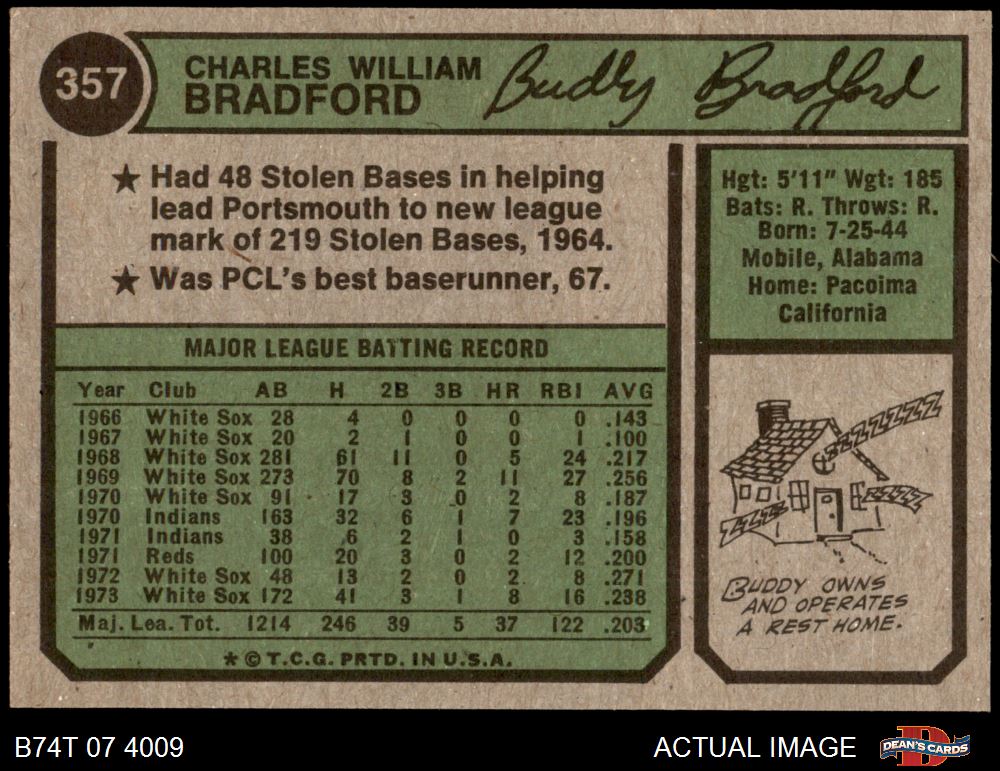 357
CHARLES WILLIAM
BRADFORD
Buddy Bradford
★ Had 48 Stolen Bases in helping
lead Portsmouth to new league
mark of 219 Stolen Bases, 1964.
★ Was PCL's best baserunner, 67.
Hgt: 5'11" Wgt: 185
Bats: R. Throws: R.
Born: 7-25-44
Mobile, Alabama
Home: Pacoima
California
MAJOR LEAGUE BATTING RECORD
Year Club AB H 2B 3B HR RBI AVG
1966 White Sox 28 4 0 0 0 0 .143
1967 White Sox 20 2 1 0 0 1 .100
1968 White Sox 281 61 11 0 5 24 .217
1969 White Sox 273 70 8 2 11 27 .256
1970 White Sox 91 17 3 0 2 8 .187
1970 Indians 163 32 6 1 7 23 .196
1971 Indians 38 6 2 1 0 3 .158
1971 Reds 100 20 3 0 2 12 .200
1972 White Sox 48 13 2 0 2 8 .271
1973 White Sox 172 41 3 1 8 16 .238
Maj. Lea. Tot. 1214 246 39 5 37 122 .203
★ © T.C.G. PRTD. IN U.S.A.
ZZZZZZ
ZZZZ
ZZZZ
BUDDY OWNS
AND OPERATES
A REST HOME.
B74T 07 4009
ACTUAL IMAGE
D
DEAN'S CARDS